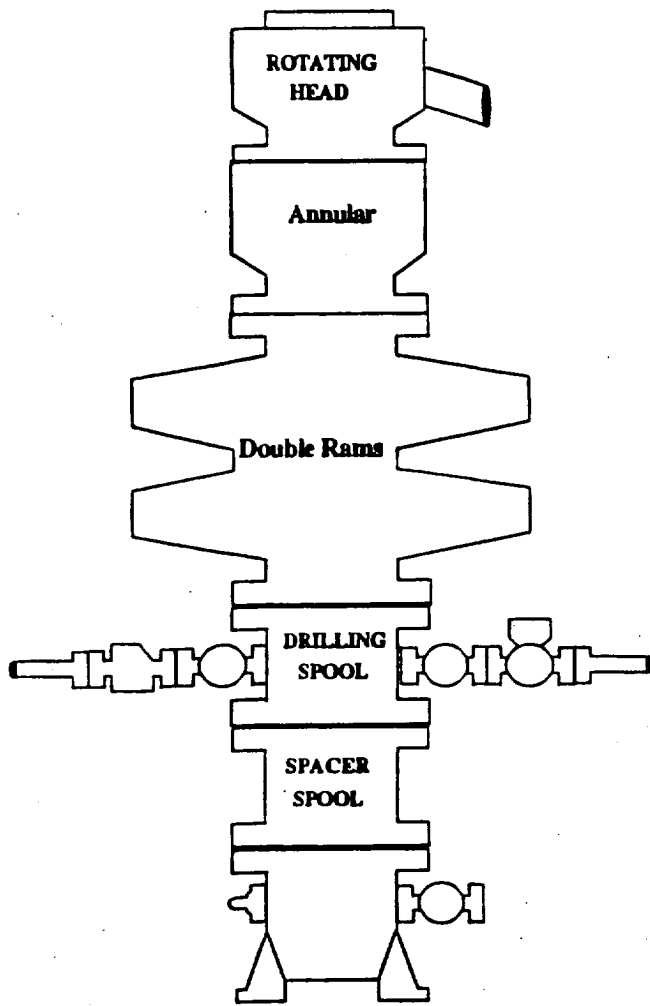 ROTATING
HEAD
Annular
Double Rams
DRILLING
SPOOL
SPACER
SPOOL